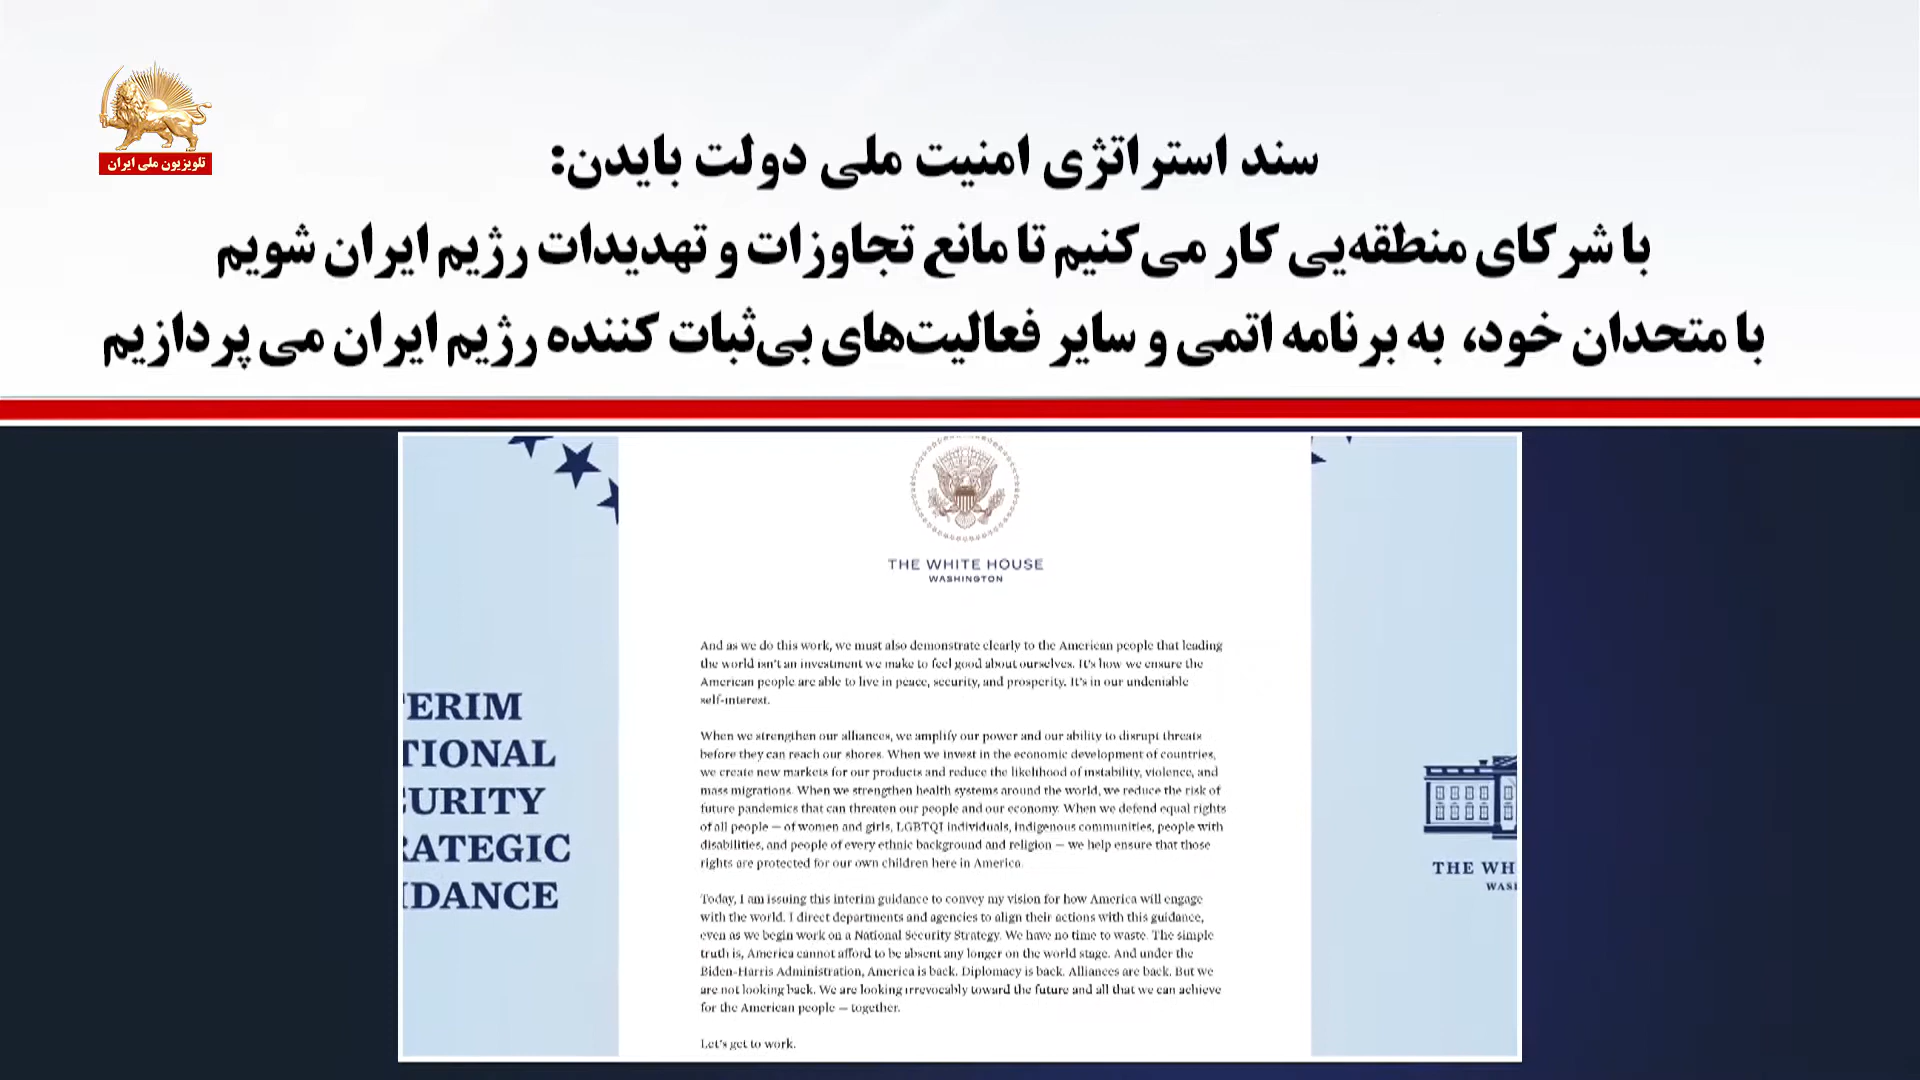 تلویزیون ملی ایران
سند استراتژی امنیت ملی دولت بایدن:
با شرکای منطقه‌یی کار می‌کنیم تا مانع تجاوزات و تهدیدات رژیم ایران شویم
با متحدان خود، به برنامه اتمی و سایر فعالیت‌های بی‌ثبات کننده رژیم ایران می پردازیم
THE WHITE HOUSE
WASHINGTON
And as we do this work, we must also demonstrate clearly to the American people that leading
the world isn't an investment we make to feel good about ourselves. It's how we ensure the
American people are able to live in peace, security, and prosperity. It's in our undeniable
self-interest.
When we strengthen our alliances, we amplify our power and our ability to disrupt threats
before they can reach our shores. When we invest in the economic development of countries,
we create new markets for our products and reduce the likelihood of instability, violence, and
mass migrations. When we strengthen health systems around the world, we reduce the risk of
future pandemics that can threaten our people and our economy. When we defend equal rights
of all people — of women and girls, LGBTQI individuals, indigenous communities, people with
disabilities, and people of every ethnic background and religion — we help ensure that those
rights are protected for our own children here in America.
Today, I am issuing this interim guidance to convey my vision for how America will engage
with the world. I direct departments and agencies to align their actions with this guidance,
even as we begin work on a National Security Strategy. We have no time to waste. The simple
truth is, America cannot afford to be absent any longer on the world stage. And under the
Biden-Harris Administration, America is back. Diplomacy is back. Alliances are back. But we
are not looking back. We are looking irrevocably toward the future and all that we can achieve
for the American people — together.
Let's get to work.
TERIM
TIONAL
CURITY
RATEGIC
IDANCE
THE WH
WASH